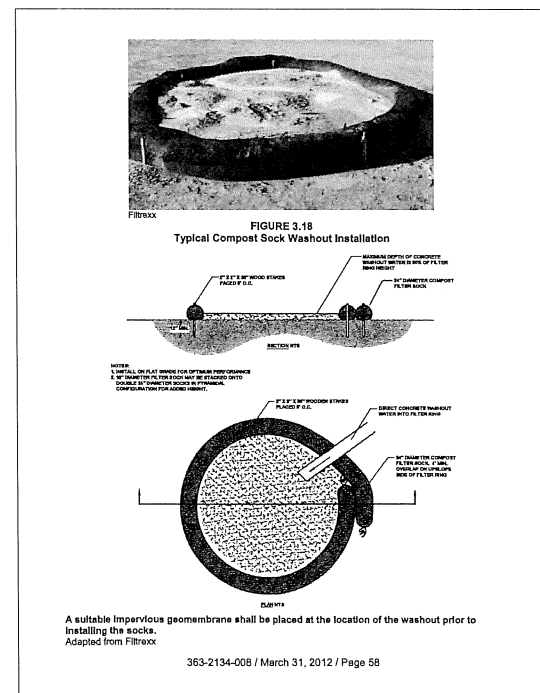 Filtrexx
FIGURE 3.18
Typical Compost Sock Washout Installation
MAXIMUM DEPTH OF CONCRETE
WASHOUT WATER IS 50% OF FILTER
RING HEIGHT
2" X 2" X 36" WOOD STAKES
PLACED 5' O.C.
24" DIAMETER COMPOST
FILTER SOCK
12" MIN.
SECTION NTS
NOTES:
1. INSTALL ON FLAT GRADE FOR OPTIMUM PERFORMANCE
2. 18" DIAMETER FILTER SOCK MAY BE STACKED ONTO
DOUBLE 24" DIAMETER SOCKS IN PYRAMIDAL
CONFIGURATION FOR ADDED HEIGHT.
2" X 2" X 36" WOODEN STAKES
PLACED 5' O.C.
DIRECT CONCRETE WASHOUT
WATER INTO FILTER RING
24" DIAMETER COMPOST
FILTER SOCK, 4' MIN.
OVERLAP ON UPSLOPE
SIDE OF FILTER RING
PLAN NTS
A suitable impervious geomembrane shall be placed at the location of the washout prior to
installing the socks.
Adapted from Filtrexx
363-2134-008 / March 31, 2012 / Page 58